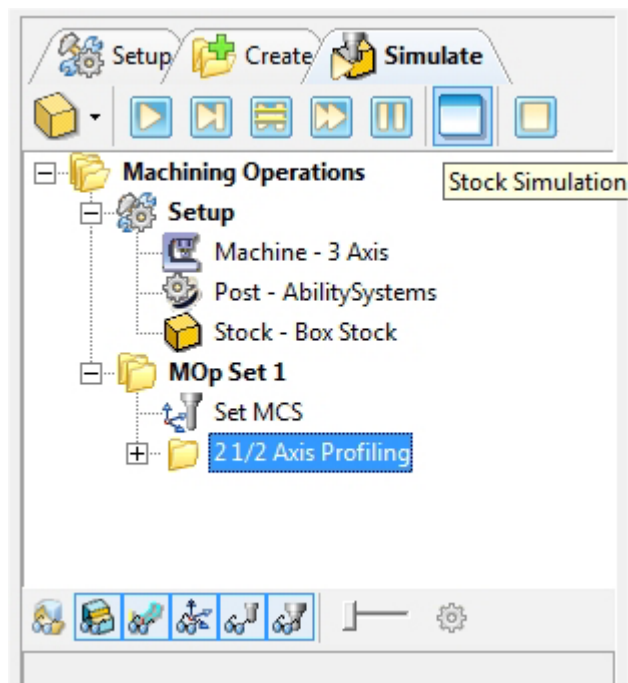 Setup Create Simulate
Machining Operations
Stock Simulation
Setup
Machine - 3 Axis
Post - AbilitySystems
Stock - Box Stock
MOp Set 1
Set MCS
2 1/2 Axis Profiling